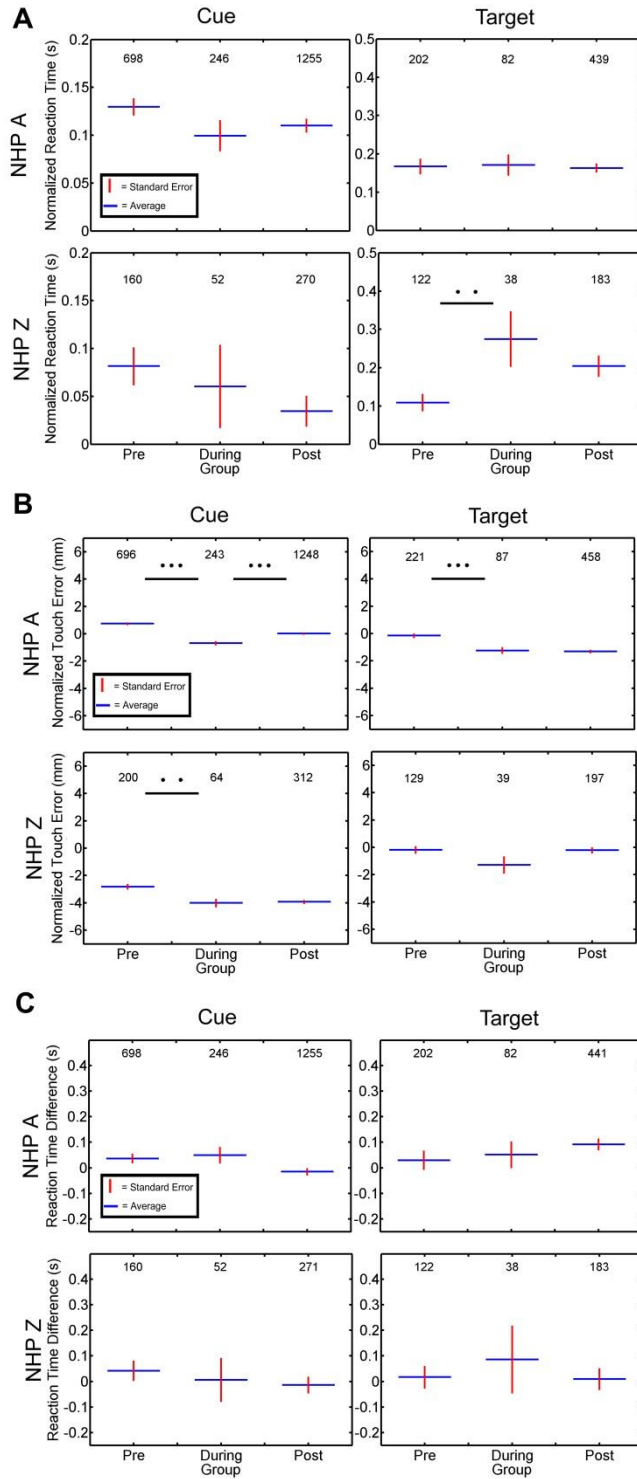 A
Cue Target
NHP A
Normalized Reaction Time (s)
0.2
0.15
0.1
0.05
0
698 246 1255
= Standard Error
= Average
Normalized Reaction Time (s)
0.5
0.4
0.3
0.2
0.1
0
202 82 439
NHP Z
Normalized Reaction Time (s)
0.2
0.15
0.1
0.05
0
160 52 270
Pre During Post
Group
0.5
0.4
0.3
0.2
0.1
0
122 38 183
Pre During Post
Group
B
Cue Target
NHP A
Normalized Touch Error (mm)
6
4
2
0
-2
-4
-6
696 243 1248
= Standard Error
= Average
6
4
2
0
-2
-4
-6
221 87 458
NHP Z
Normalized Touch Error (mm)
6
4
2
0
-2
-4
-6
200 64 312
Pre During Post
Group
6
4
2
0
-2
-4
-6
129 39 197
Pre During Post
Group
C
Cue Target
NHP A
Reaction Time Difference (s)
0.4
0.3
0.2
0.1
0
-0.1
-0.2
698 246 1255
= Standard Error
= Average
0.4
0.3
0.2
0.1
0
-0.1
-0.2
202 82 441
NHP Z
Reaction Time Difference (s)
0.4
0.3
0.2
0.1
0
-0.1
-0.2
160 52 271
Pre During Post
Group
0.4
0.3
0.2
0.1
0
-0.1
-0.2
122 38 183
Pre During Post
Group